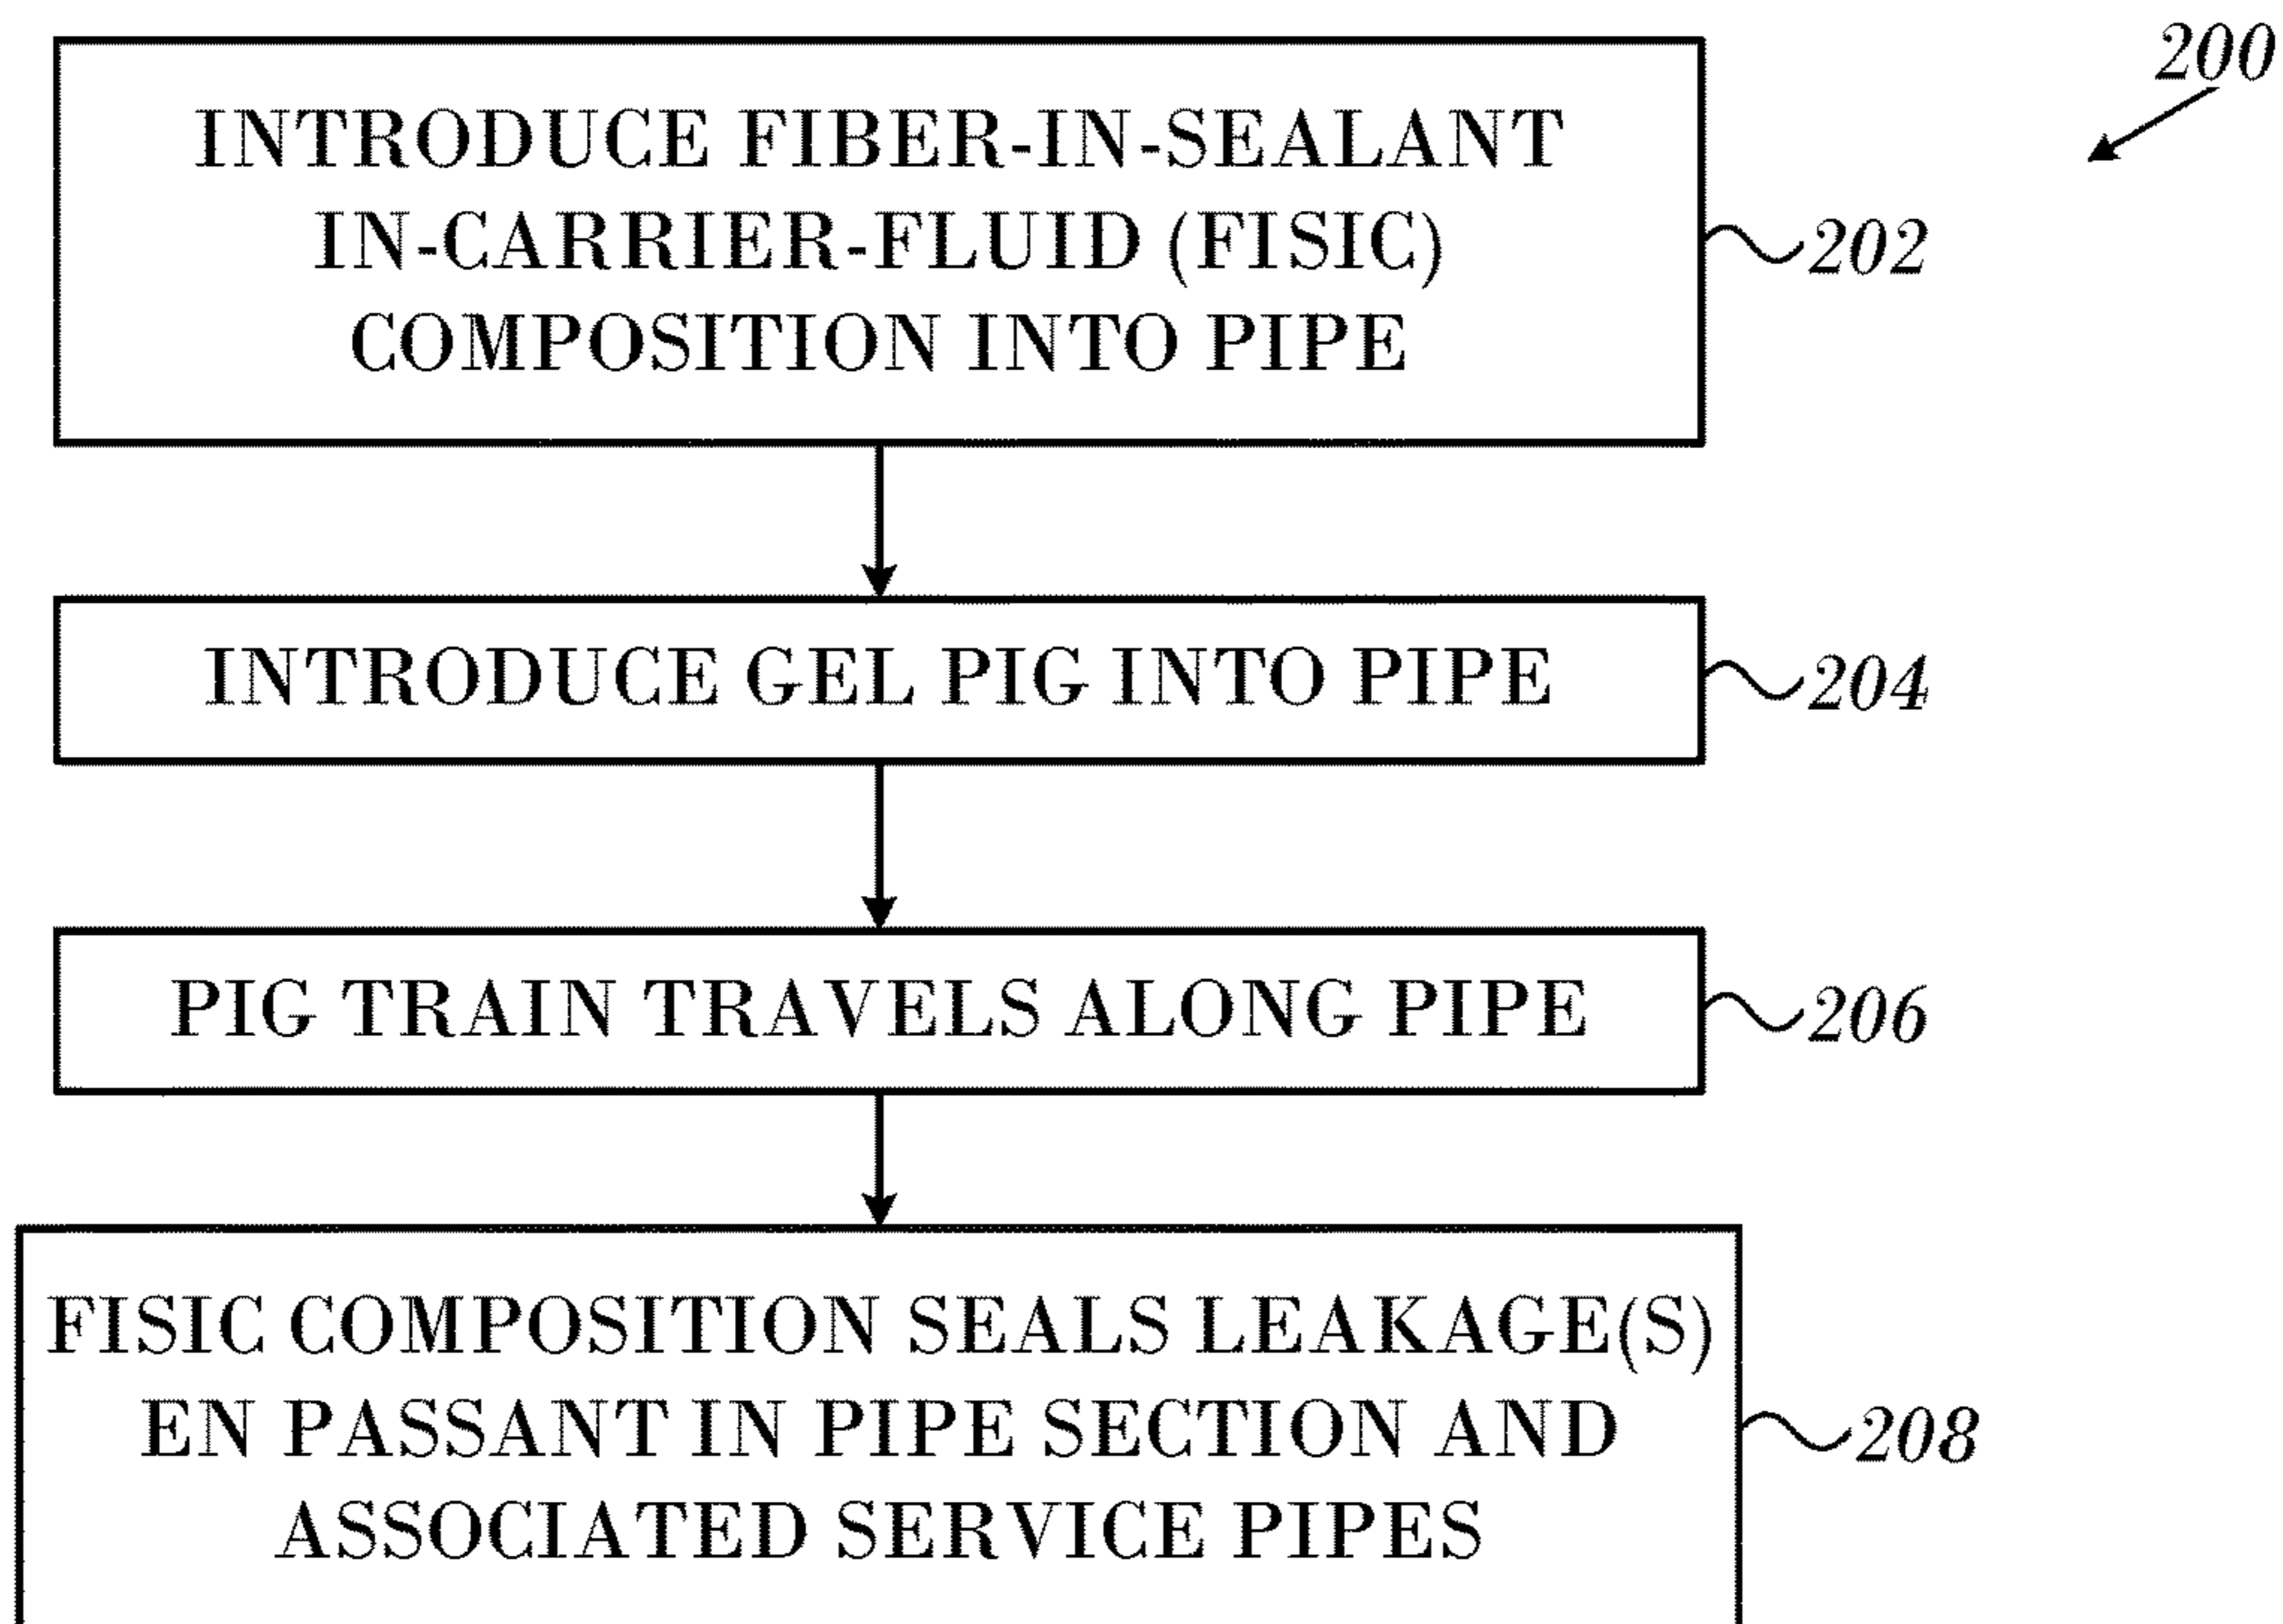 200
INTRODUCE FIBER-IN-SEALANT
IN-CARRIER-FLUID (FISIC)
COMPOSITION INTO PIPE
202
INTRODUCE GEL PIG INTO PIPE
204
PIG TRAIN TRAVELS ALONG PIPE
206
FISIC COMPOSITION SEALS LEAKAGE(S)
EN PASSANT IN PIPE SECTION AND
ASSOCIATED SERVICE PIPES
208